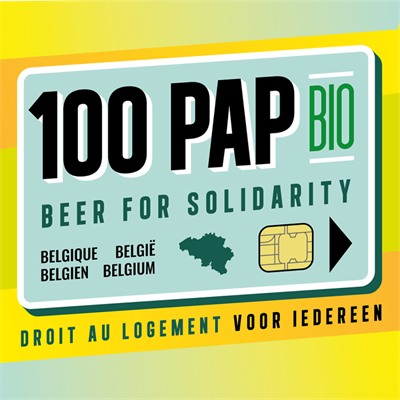 100 PAP BIO
BEER FOR SOLIDARITY
BELGIQUE BELGIË
BELGIEN BELGIUM
DROIT AU LOGEMENT VOOR IEDEREEN